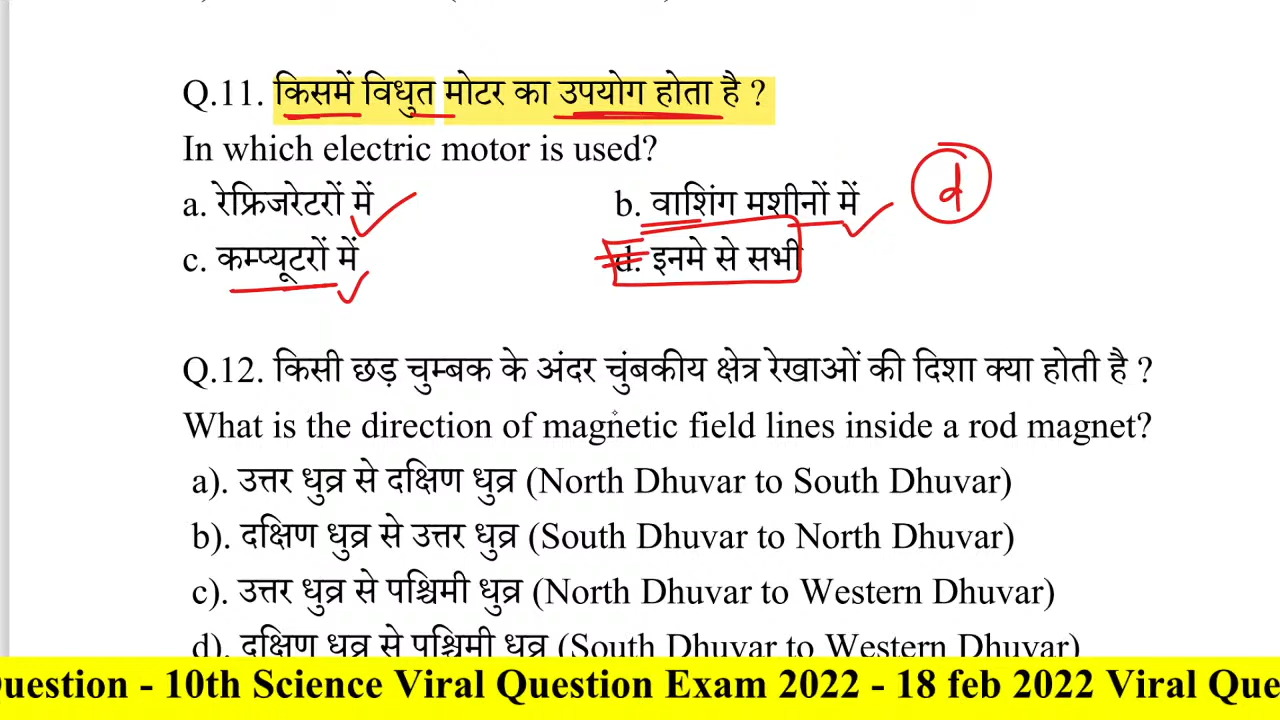 Q.11. किसमें विधुत मोटर का उपयोग होता है ?
In which electric motor is used?
a. रेफ्रिजरेटरों में
b. वाशिंग मशीनों में
d
c. कम्प्यूटरों में
d. इनमे से सभी
Q.12. किसी छड़ चुम्बक के अंदर चुंबकीय क्षेत्र रेखाओं की दिशा क्या होती है ?
What is the direction of magnetic field lines inside a rod magnet?
a). उत्तर धुव्र से दक्षिण धुव्र (North Dhuvar to South Dhuvar)
b). दक्षिण धुव्र से उत्तर धुव्र (South Dhuvar to North Dhuvar)
c). उत्तर धुव्र से पश्चिमी धुव्र (North Dhuvar to Western Dhuvar)
d). दक्षिण धुव्र से पश्चिमी धुव्र (South Dhuvar to Western Dhuvar)
Question - 10th Science Viral Question Exam 2022 - 18 feb 2022 Viral Que